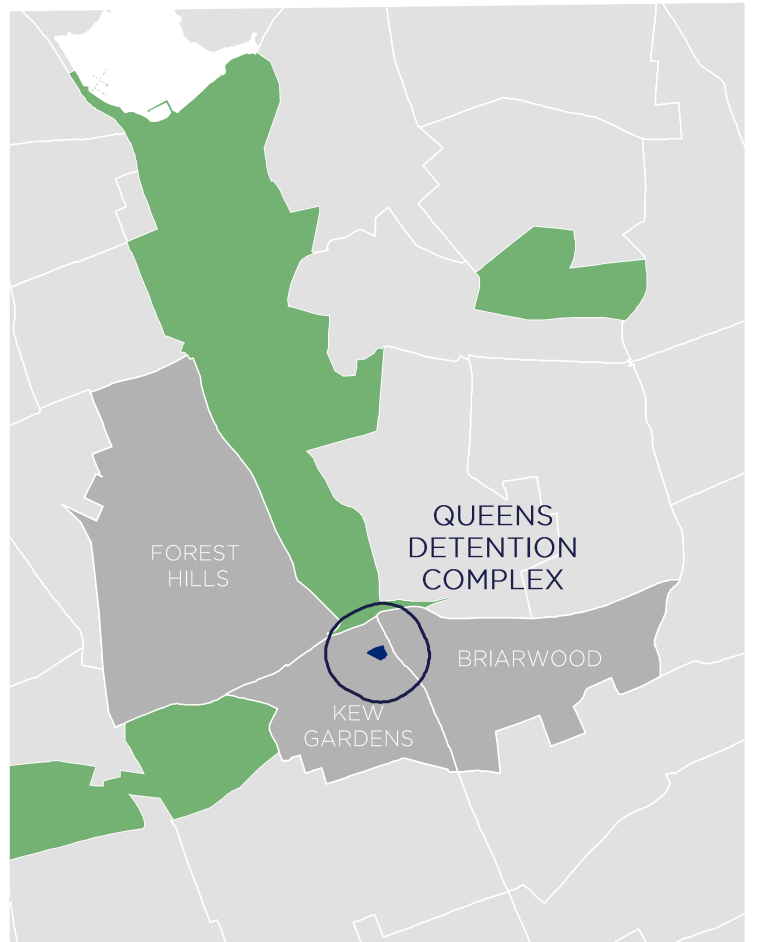 QUEENS
DETENTION
COMPLEX
FOREST
HILLS
BRIARWOOD
KEW
GARDENS